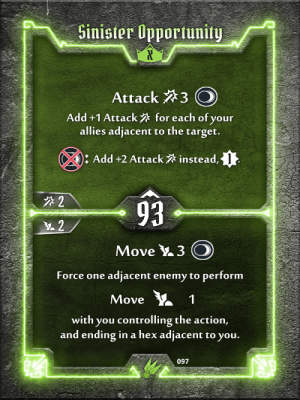 Sinister Opportunity
X
Attack 3
Add +1 Attack for each of your
allies adjacent to the target.
: Add +2 Attack instead, 1.
2
93
2
Move 3
Force one adjacent enemy to perform
Move 1
with you controlling the action,
and ending in a hex adjacent to you.
097